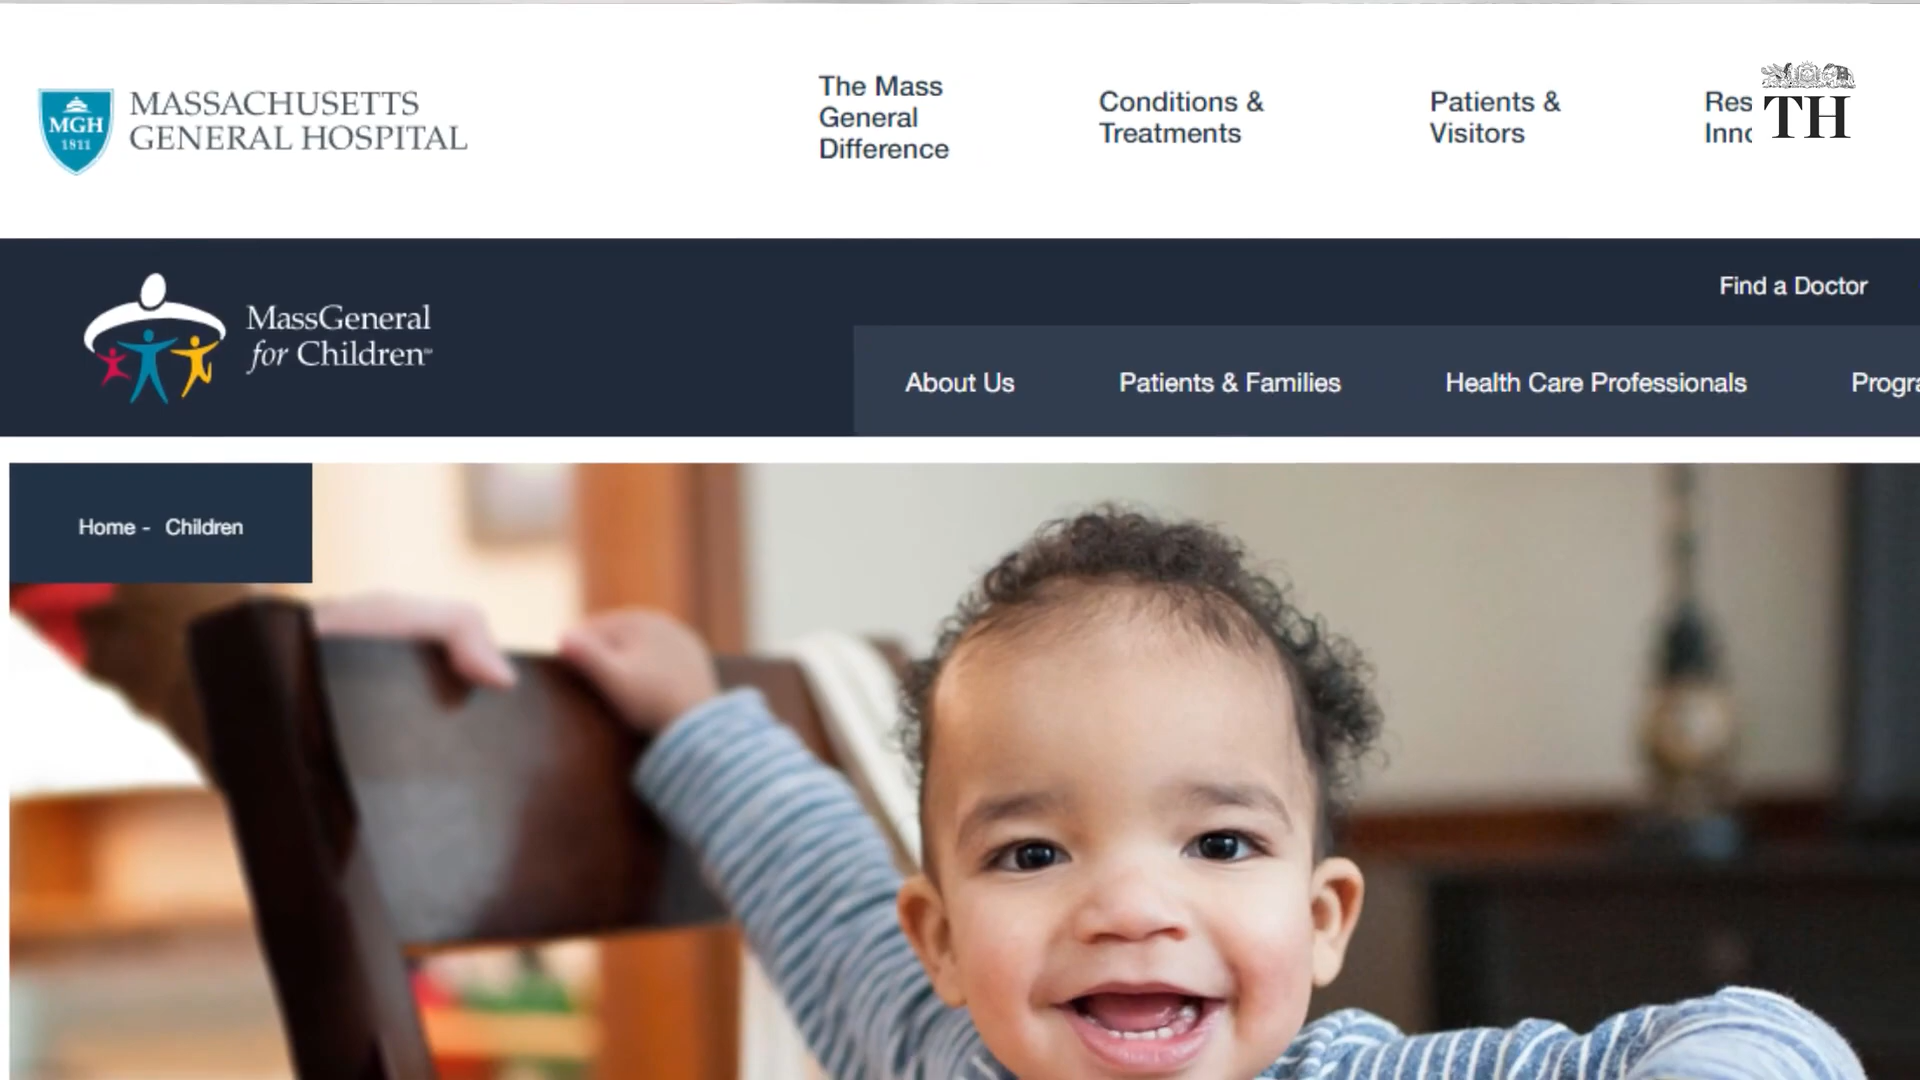 MGH
1811
MASSACHUSETTS
GENERAL HOSPITAL
The Mass
General
Difference
Conditions &
Treatments
Patients &
Visitors
TH
Find a Doctor
MassGeneral
for Children
About Us
Patients & Families
Health Care Professionals
Home - Children